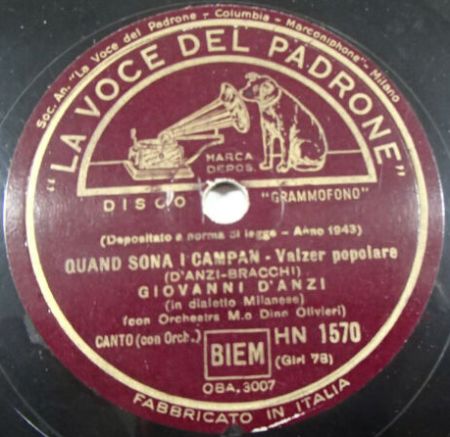 Soc. An. "La Voce del Padrone - Columbia - Marconiphone" - Milano
"LA VOCE DEL PADRONE"
MARCA
DEPOS.
DISCO "GRAMMOFONO"
(Depositato a norma di legge - Anno 1943)
QUAND SONA I CAMPAN - Valzer popolare
(D'ANZI-BRACCHI)
GIOVANNI D'ANZI
(in dialetto Milanese)
(con Orchestra M.o Dino Olivieri)
CANTO (con Orch.) BIEM HN 1570
(Giri 78)
OBA. 3007
FABBRICATO IN ITALIA